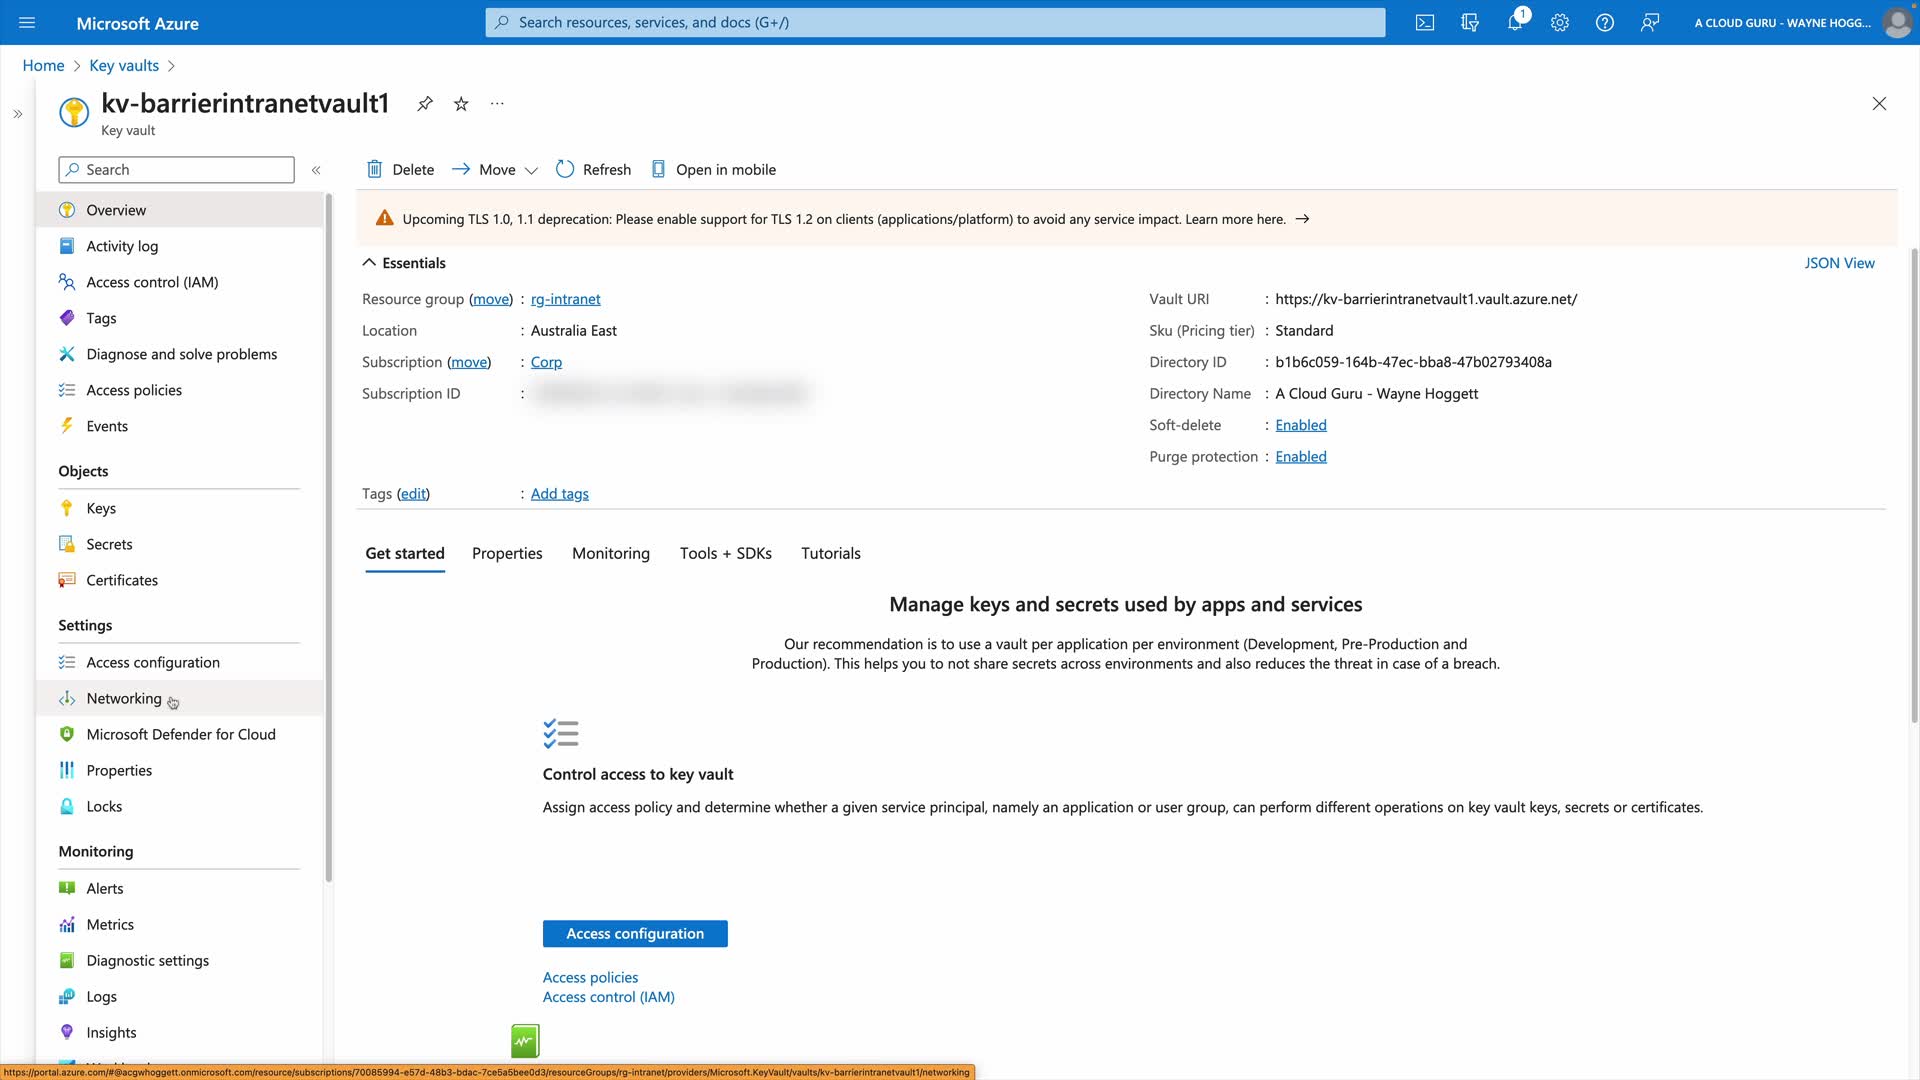 Microsoft Azure
Search resources, services, and docs (G+/)
1
A CLOUD GURU - WAYNE HOGG...
Home > Key vaults >
kv-barrierintranetvault1
Key vault
Search
Overview
Activity log
Access control (IAM)
Tags
Diagnose and solve problems
Access policies
Events
Objects
Keys
Secrets
Certificates
Settings
Access configuration
Networking
Microsoft Defender for Cloud
Properties
Locks
Monitoring
Alerts
Metrics
Diagnostic settings
Logs
Insights
Delete Move Refresh Open in mobile
Upcoming TLS 1.0, 1.1 deprecation: Please enable support for TLS 1.2 on clients (applications/platform) to avoid any service impact. Learn more here.
Essentials
JSON View
Resource group (move) : rg-intranet
Location : Australia East
Subscription (move) : Corp
Subscription ID :
Vault URI : https://kv-barrierintranetvault1.vault.azure.net/
Sku (Pricing tier) : Standard
Directory ID : b1b6c059-164b-47ec-bba8-47b02793408a
Directory Name : A Cloud Guru - Wayne Hoggett
Soft-delete : Enabled
Purge protection : Enabled
Tags (edit) : Add tags
Get started Properties Monitoring Tools + SDKs Tutorials
Manage keys and secrets used by apps and services
Our recommendation is to use a vault per application per environment (Development, Pre-Production and
Production). This helps you to not share secrets across environments and also reduces the threat in case of a breach.
Control access to key vault
Assign access policy and determine whether a given service principal, namely an application or user group, can perform different operations on key vault keys, secrets or certificates.
Access configuration
Access policies
Access control (IAM)
https://portal.azure.com/#@acgwhoggett.onmicrosoft.com/resource/subscriptions/70085994-e57d-48b3-bdac-7ce5a5bee0d3/resourceGroups/rg-intranet/providers/Microsoft.KeyVault/vaults/kv-barrierintranetvault1/networking